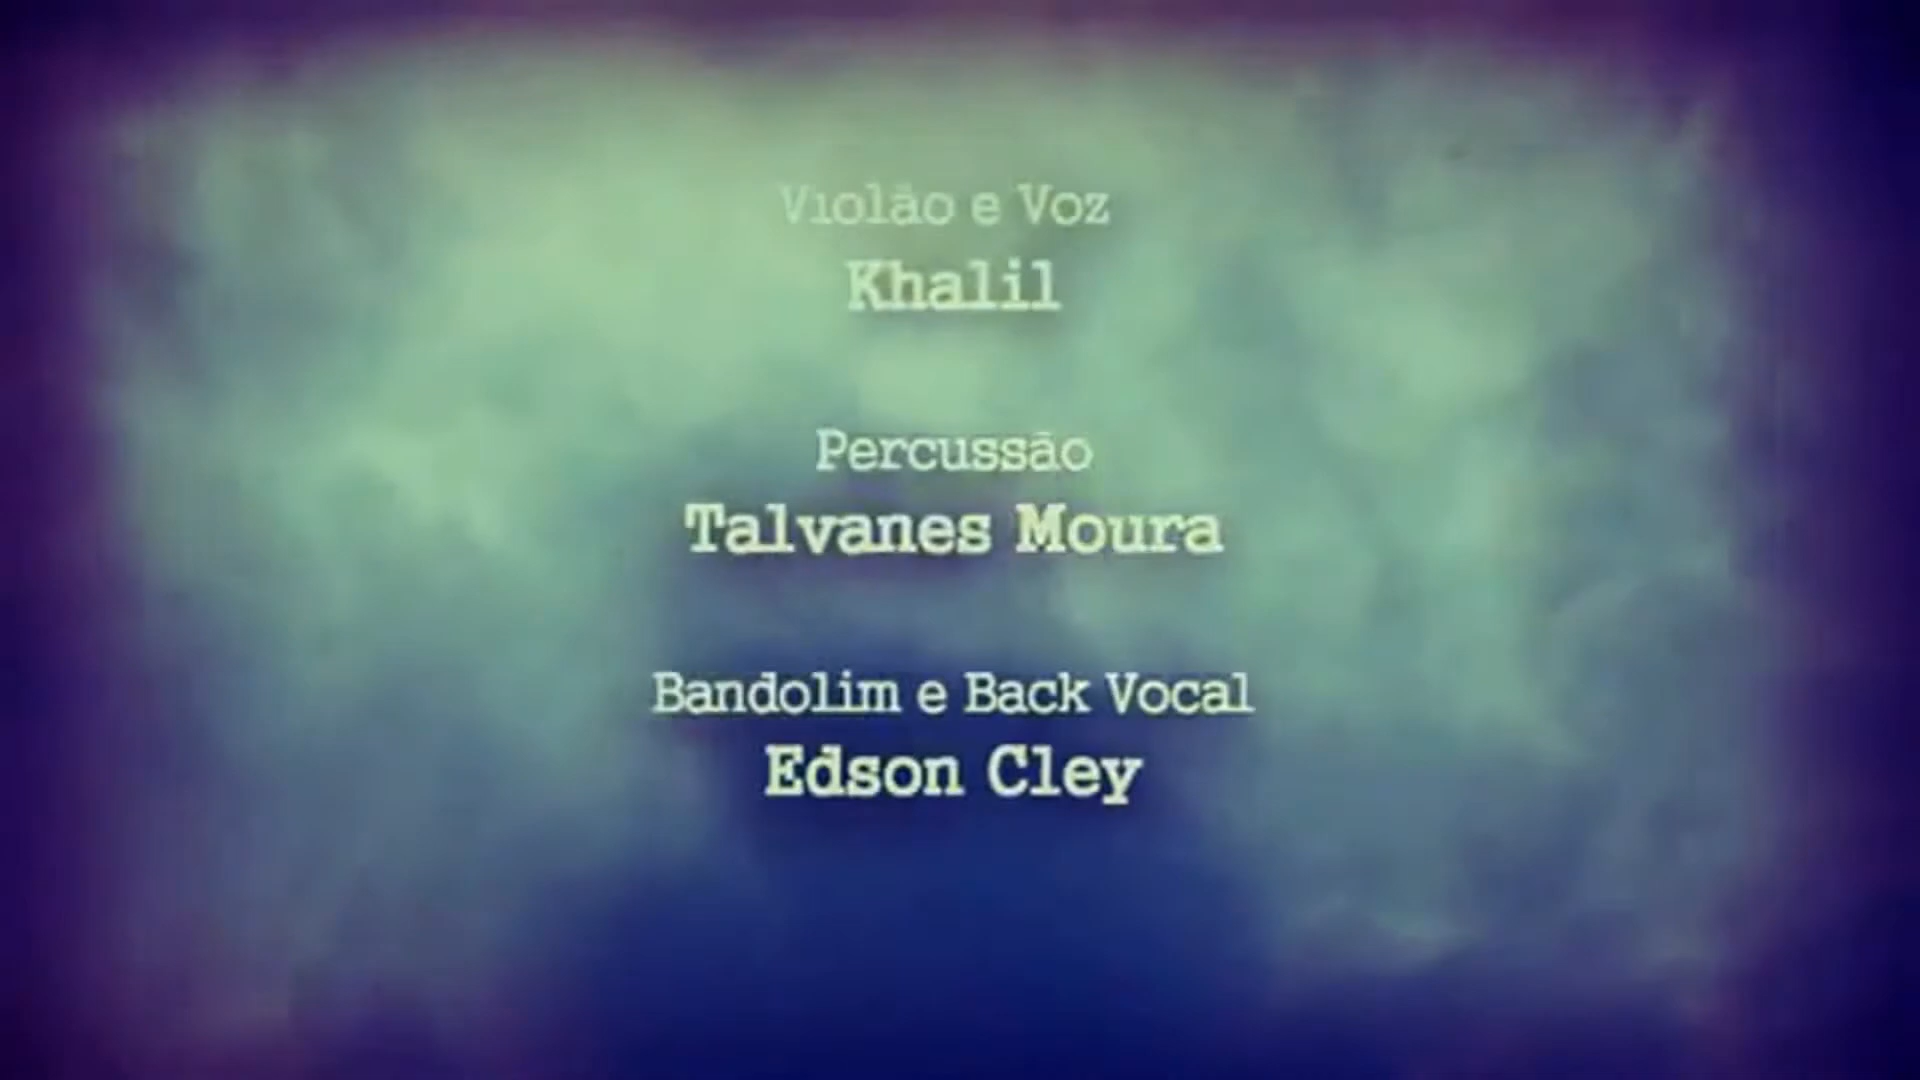 Violão e Voz
Khalil
Percussão
Talvanes Moura
Bandolim e Back Vocal
Edson Cley